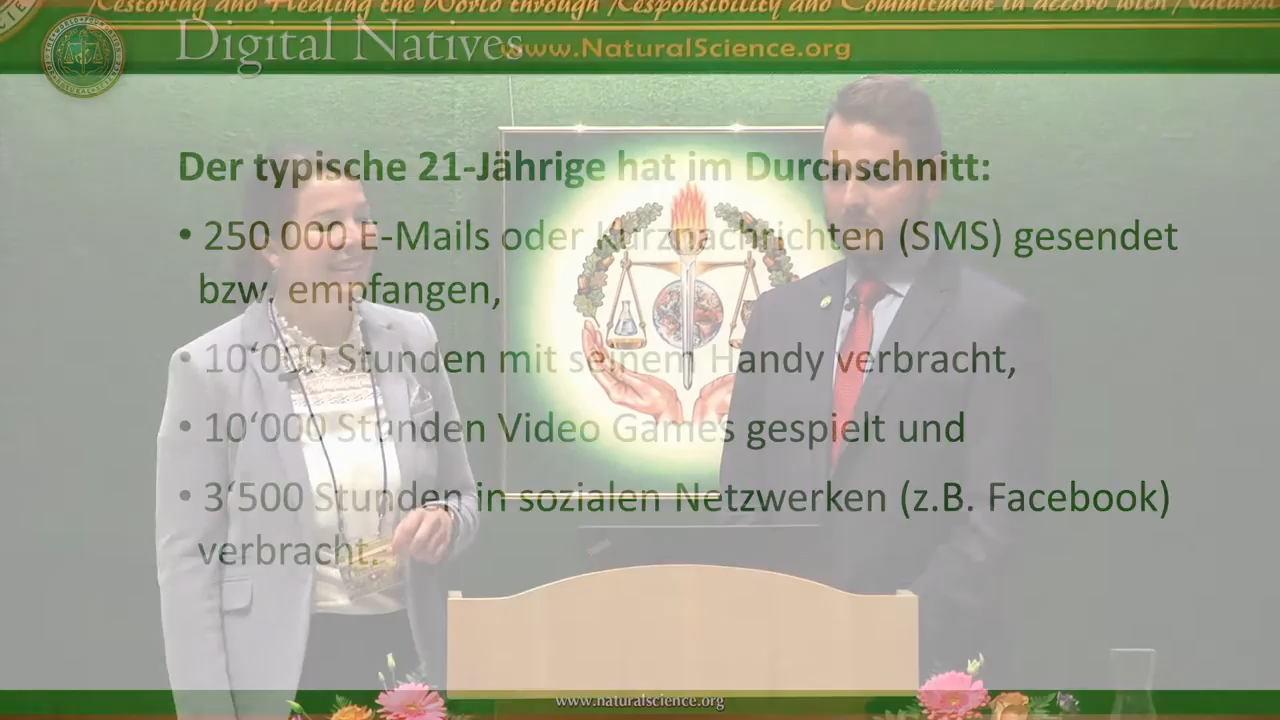 Restoring and Healing the World through Responsibility and Commitment in accord with Natural
Digital Natives
www.NaturalScience.org
Der typische 21-Jährige hat im Durchschnitt:
• 250'000 E-Mails oder Kurznachrichten (SMS) gesendet
bzw. empfangen,
• 10‘000 Stunden mit seinem Handy verbracht,
• 10‘000 Stunden Video Games gespielt und
• 3‘500 Stunden in sozialen Netzwerken (z.B. Facebook)
verbracht.
www.naturalscience.org